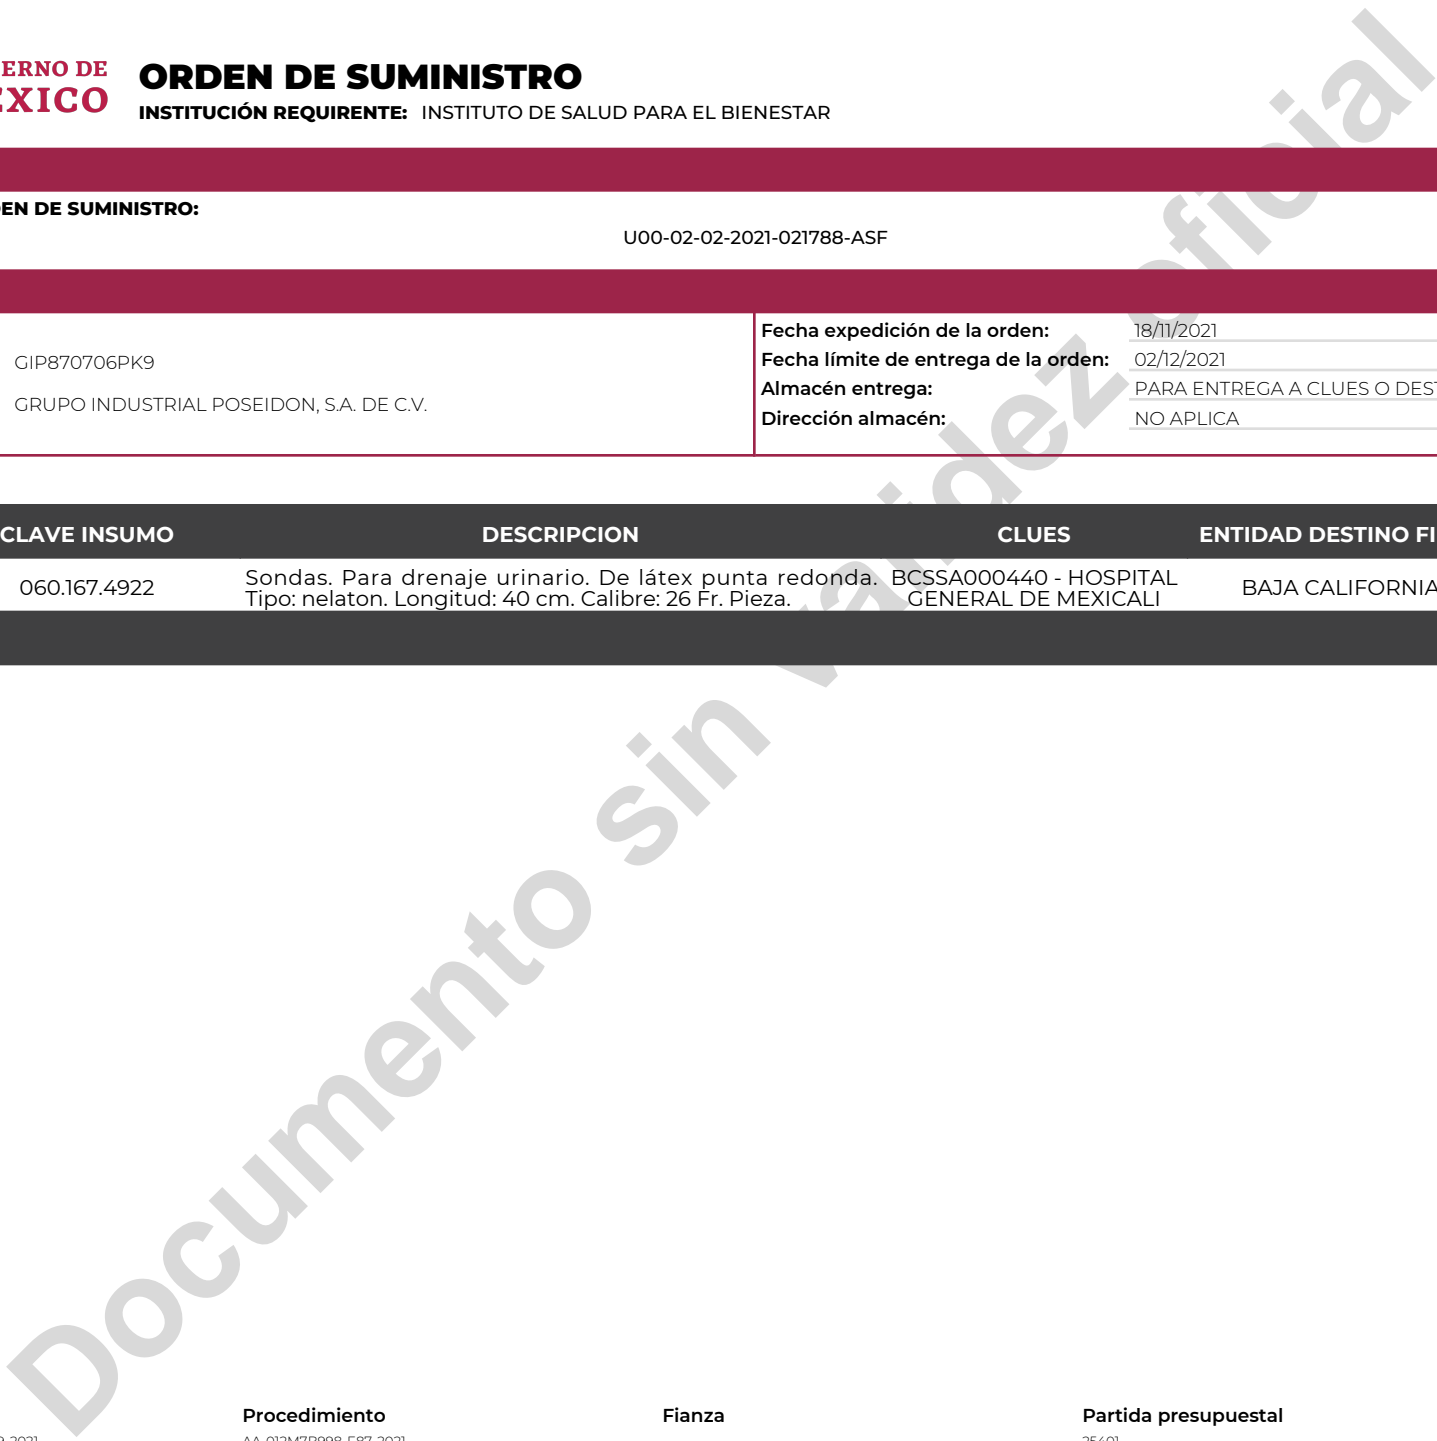 ERNO DE
EXICO
ORDEN DE SUMINISTRO
INSTITUCIÓN REQUIRENTE: INSTITUTO DE SALUD PARA EL BIENESTAR
EN DE SUMINISTRO:
U00-02-02-2021-021788-ASF
GIP870706PK9
GRUPO INDUSTRIAL POSEIDON, S.A. DE C.V.
Fecha expedición de la orden: 18/11/2021
Fecha límite de entrega de la orden: 02/12/2021
Almacén entrega: PARA ENTREGA A CLUES O DEST
Dirección almacén: NO APLICA
CLAVE INSUMO DESCRIPCION CLUES ENTIDAD DESTINO FI
060.167.4922 Sondas. Para drenaje urinario. De látex punta redonda. BCSSA000440 - HOSPITAL BAJA CALIFORNIA
Tipo: nelaton. Longitud: 40 cm. Calibre: 26 Fr. Pieza. GENERAL DE MEXICALI
Documento sin validez oficial
Procedimiento Fianza Partida presupuestal